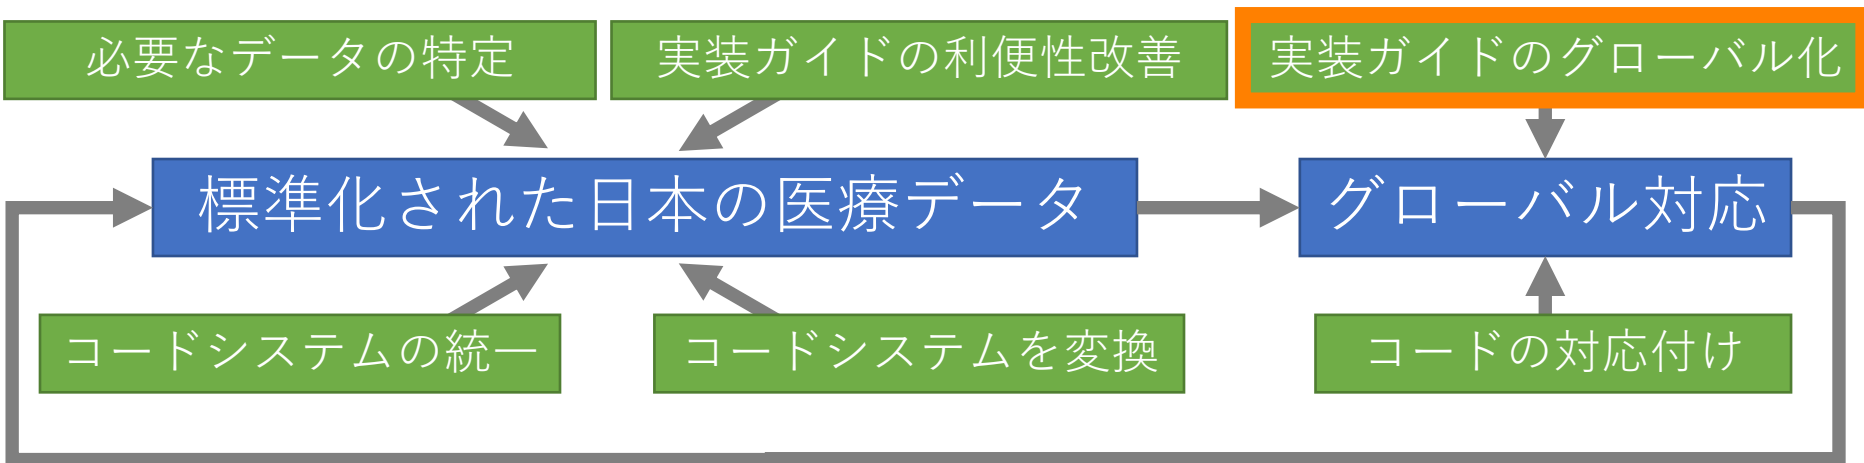 必要なデータの特定
実装ガイドの利便性改善
実装ガイドのグローバル化
標準化された日本の医療データ
グローバル対応
コードシステムの統一
コードシステムを変換
コードの対応付け